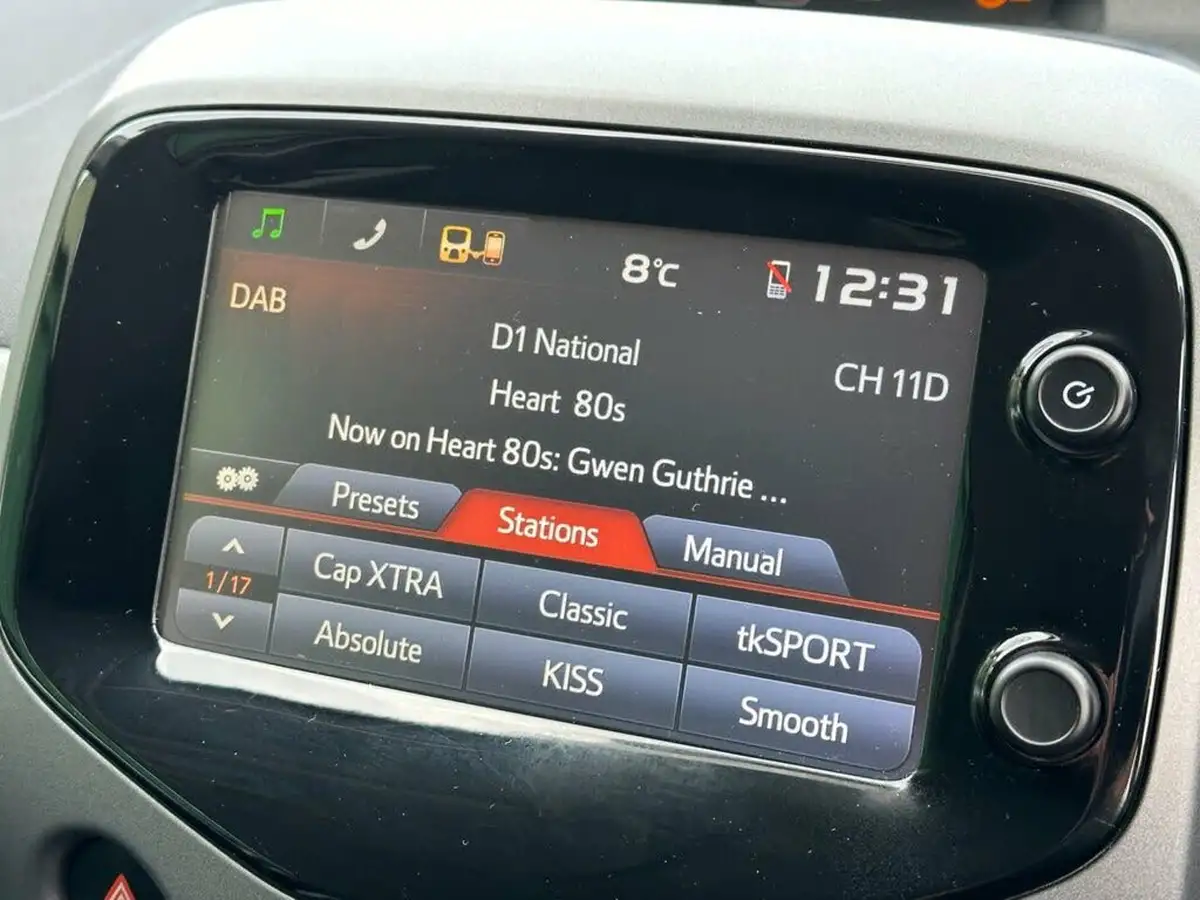 8°C
12:31
DAB
D1 National
CH 11D
Heart 80s
Now on Heart 80s: Gwen Guthrie ...
Presets
Stations
Manual
1/17
Cap XTRA
Classic
tkSPORT
Absolute
KISS
Smooth